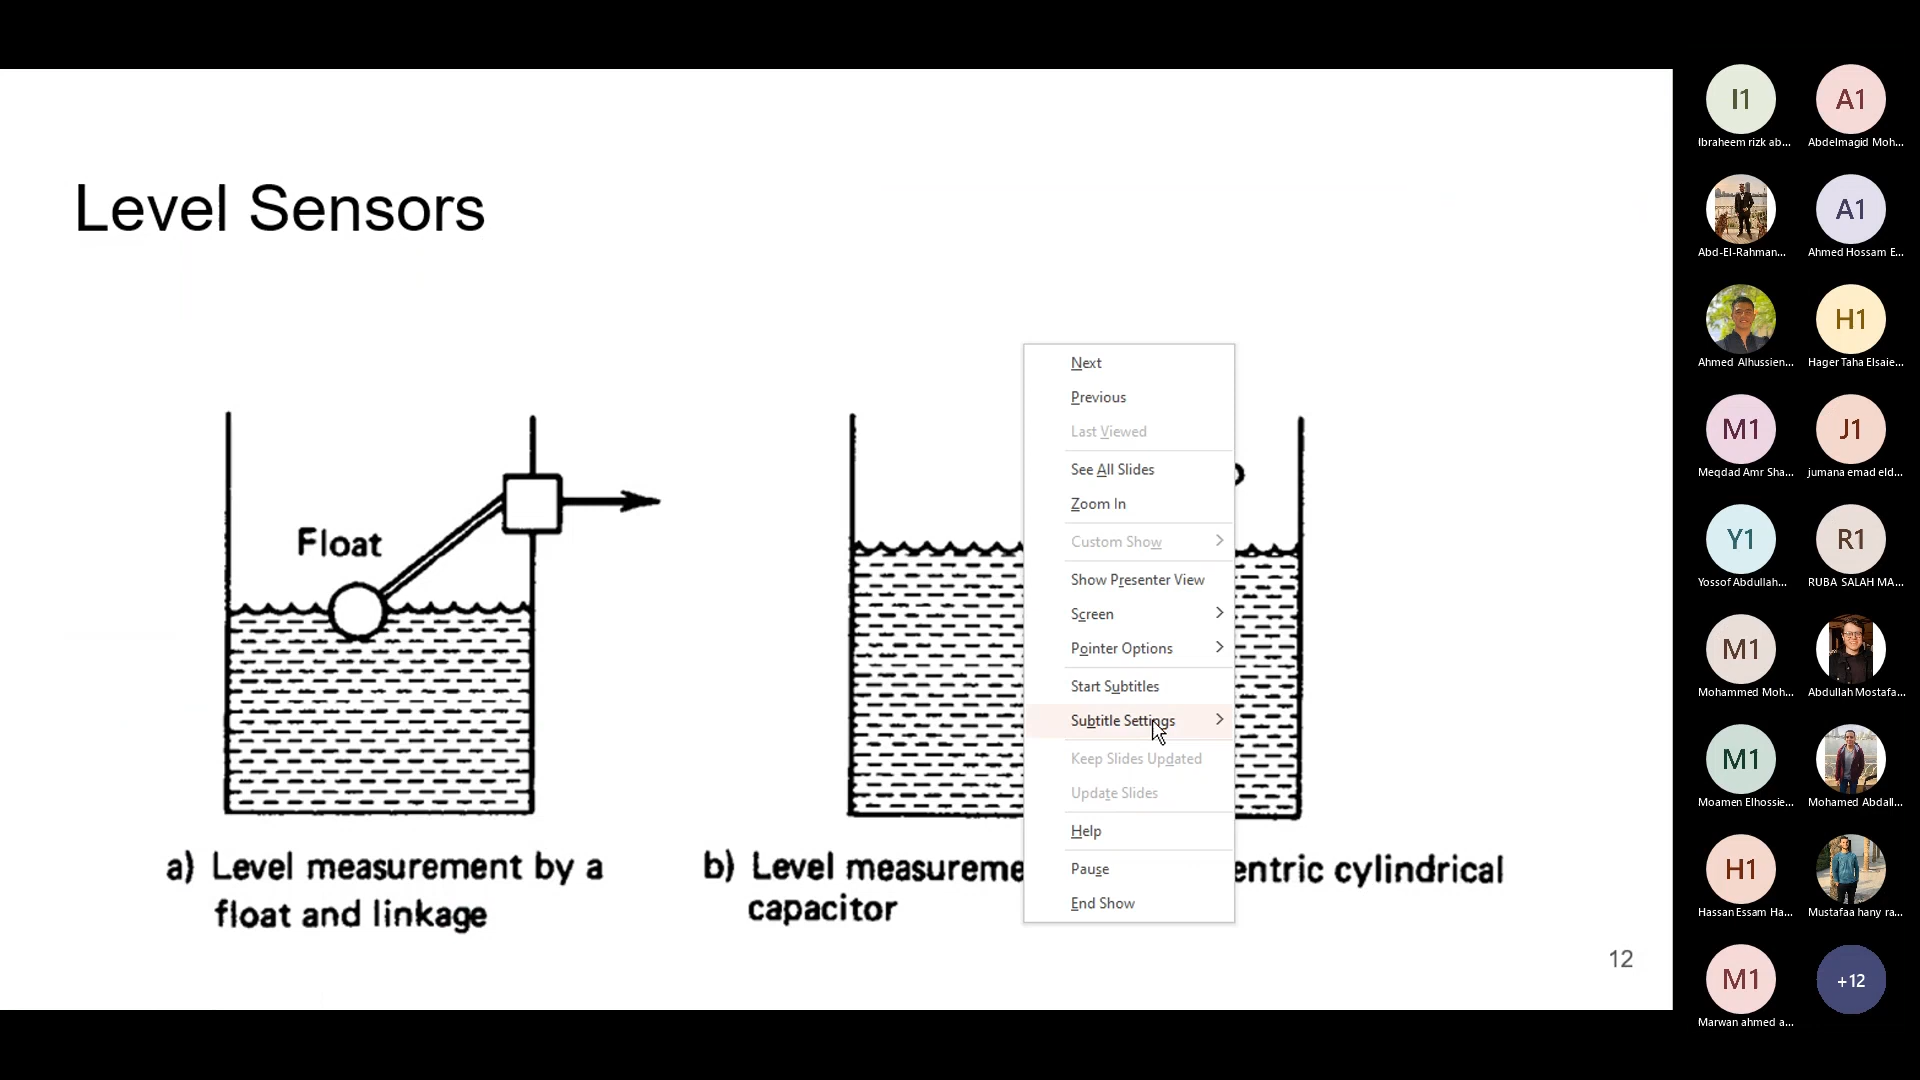 Level Sensors
Float
a) Level measurement by a
float and linkage
b) Level measureme
entric cylindrical
capacitor
12
Next
Previous
Last Viewed
See All Slides
Zoom In
Custom Show
Show Presenter View
Screen
Pointer Options
Start Subtitles
Subtitle Settings
Keep Slides Updated
Update Slides
Help
Pause
End Show
I1
A1
Ibraheem rizk ab...
Abdelmagid Moh...
A1
Abd-El-Rahman...
Ahmed Hossam E...
H1
Ahmed Alhussien...
Hager Taha Elsaie...
M1
J1
Meqdad Amr Sha...
jumana emad eld...
Y1
R1
Yossof Abdullah...
RUBA SALAH MA...
M1
Mohammed Moh...
Abdullah Mostafa...
M1
Moamen Elhossie...
Mohamed Abdall...
H1
Hassan Essam Ha...
Mustafaa hany ra...
M1
+12
Marwan ahmed a...